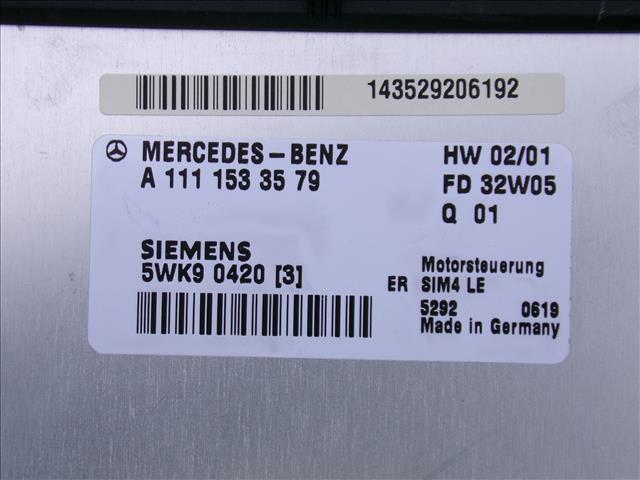 143529206192
MERCEDES-BENZ
A 111 153 35 79
HW 02/01
FD 32W05
Q 01
SIEMENS
5WK9 0420 [3]
Motorsteuerung
ER SIM4 LE
5292 0619
Made in Germany